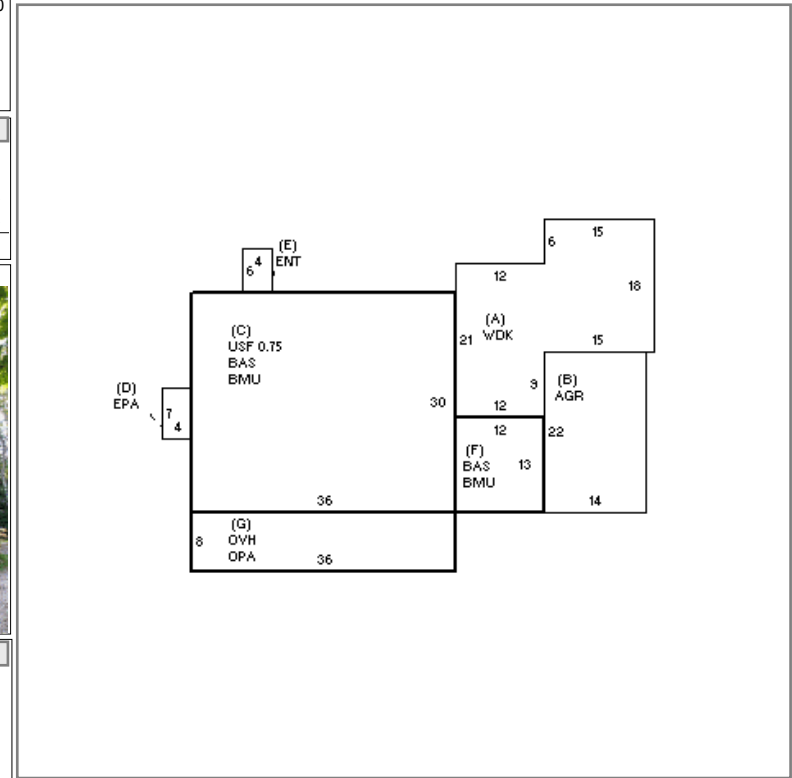 15
6
(E)
ENT
4
6
12
18
(A)
WDK
21
15
(C)
USF 0.75
BAS
BMU
(D)
EPA
7
4
30
9
(B)
AGR
12
12
22
(F)
BAS
BMU
13
36
14
(G)
OVH
OPA
8
36